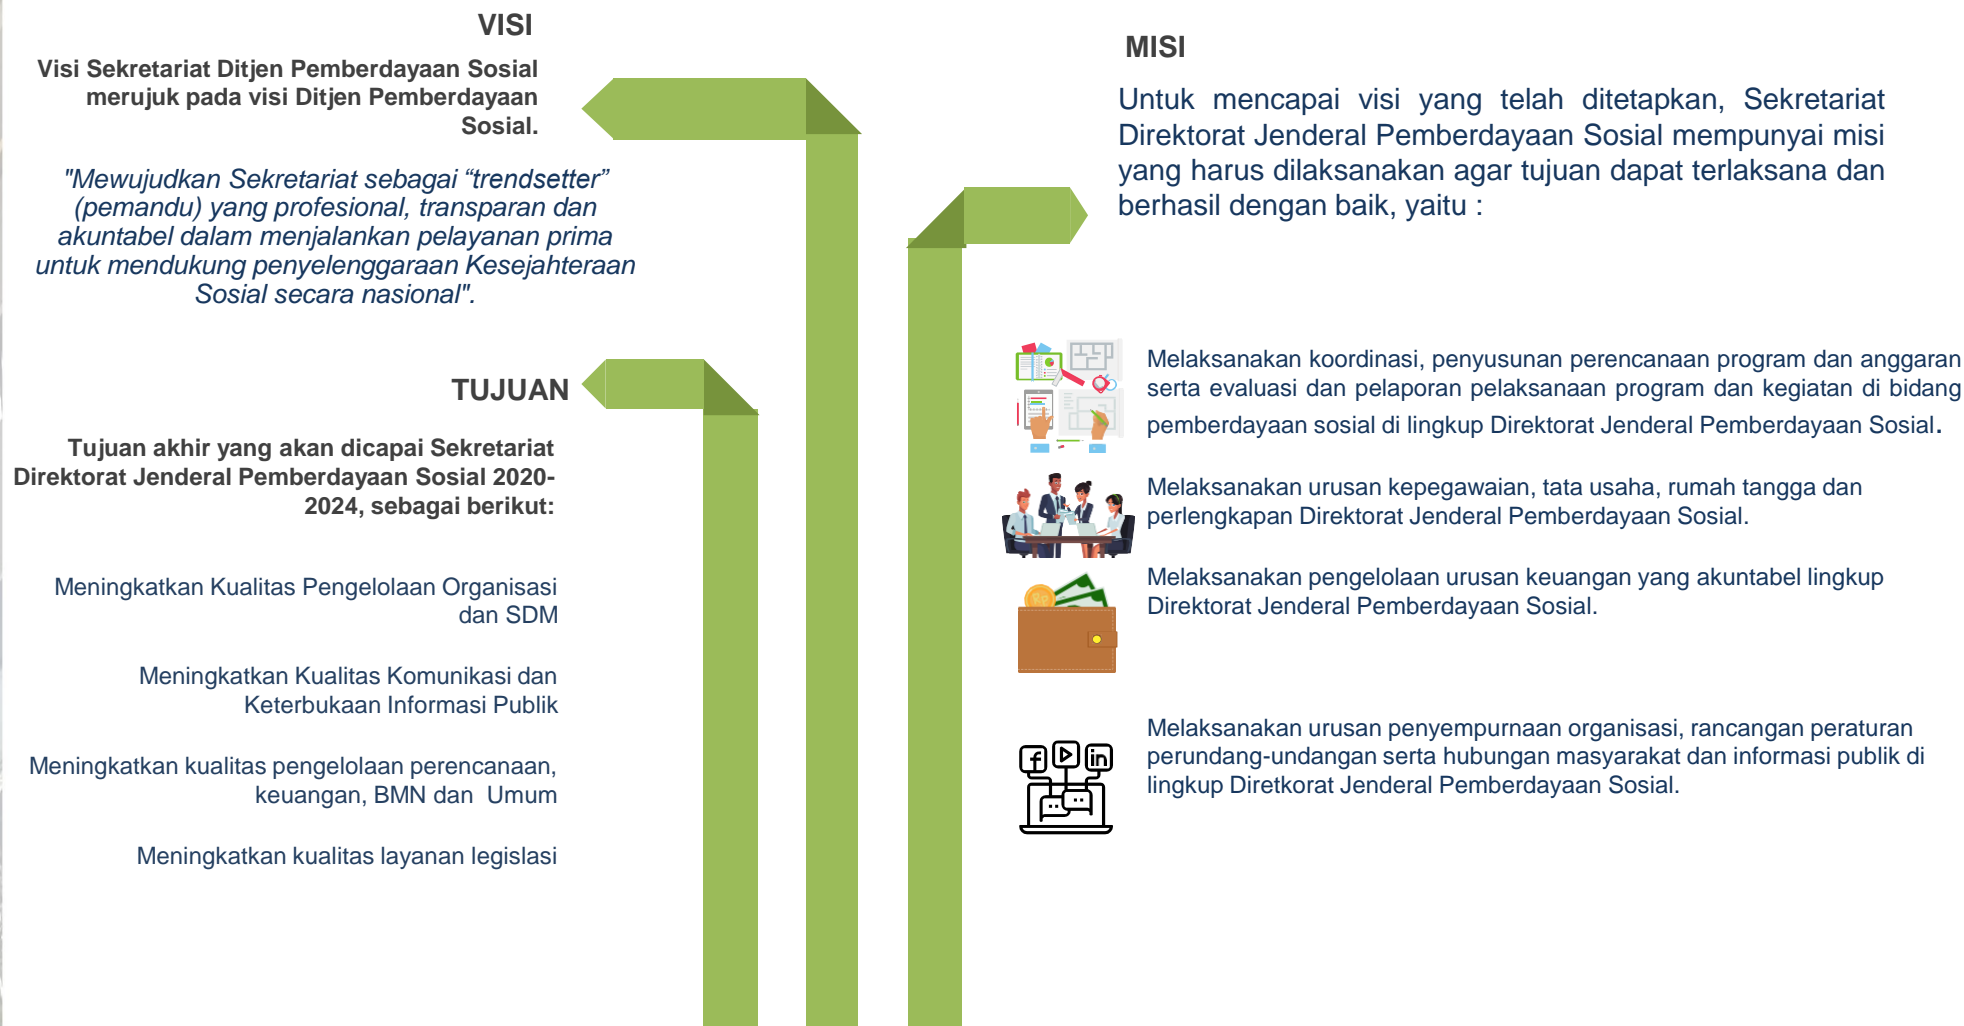 VISI
Visi Sekretariat Ditjen Pemberdayaan Sosial
merujuk pada visi Ditjen Pemberdayaan
Sosial.
"Mewujudkan Sekretariat sebagai “trendsetter”
(pemandu) yang profesional, transparan dan
akuntabel dalam menjalankan pelayanan prima
untuk mendukung penyelenggaraan Kesejahteraan
Sosial secara nasional".
TUJUAN
Tujuan akhir yang akan dicapai Sekretariat
Direktorat Jenderal Pemberdayaan Sosial 2020-
2024, sebagai berikut:
Meningkatkan Kualitas Pengelolaan Organisasi
dan SDM
Meningkatkan Kualitas Komunikasi dan
Keterbukaan Informasi Publik
Meningkatkan kualitas pengelolaan perencanaan,
keuangan, BMN dan Umum
Meningkatkan kualitas layanan legislasi
MISI
Untuk mencapai visi yang telah ditetapkan, Sekretariat
Direktorat Jenderal Pemberdayaan Sosial mempunyai misi
yang harus dilaksanakan agar tujuan dapat terlaksana dan
berhasil dengan baik, yaitu :
Melaksanakan koordinasi, penyusunan perencanaan program dan anggaran
serta evaluasi dan pelaporan pelaksanaan program dan kegiatan di bidang
pemberdayaan sosial di lingkup Direktorat Jenderal Pemberdayaan Sosial.
Melaksanakan urusan kepegawaian, tata usaha, rumah tangga dan
perlengkapan Direktorat Jenderal Pemberdayaan Sosial.
Melaksanakan pengelolaan urusan keuangan yang akuntabel lingkup
Direktorat Jenderal Pemberdayaan Sosial.
Melaksanakan urusan penyempurnaan organisasi, rancangan peraturan
perundang-undangan serta hubungan masyarakat dan informasi publik di
lingkup Diretkorat Jenderal Pemberdayaan Sosial.